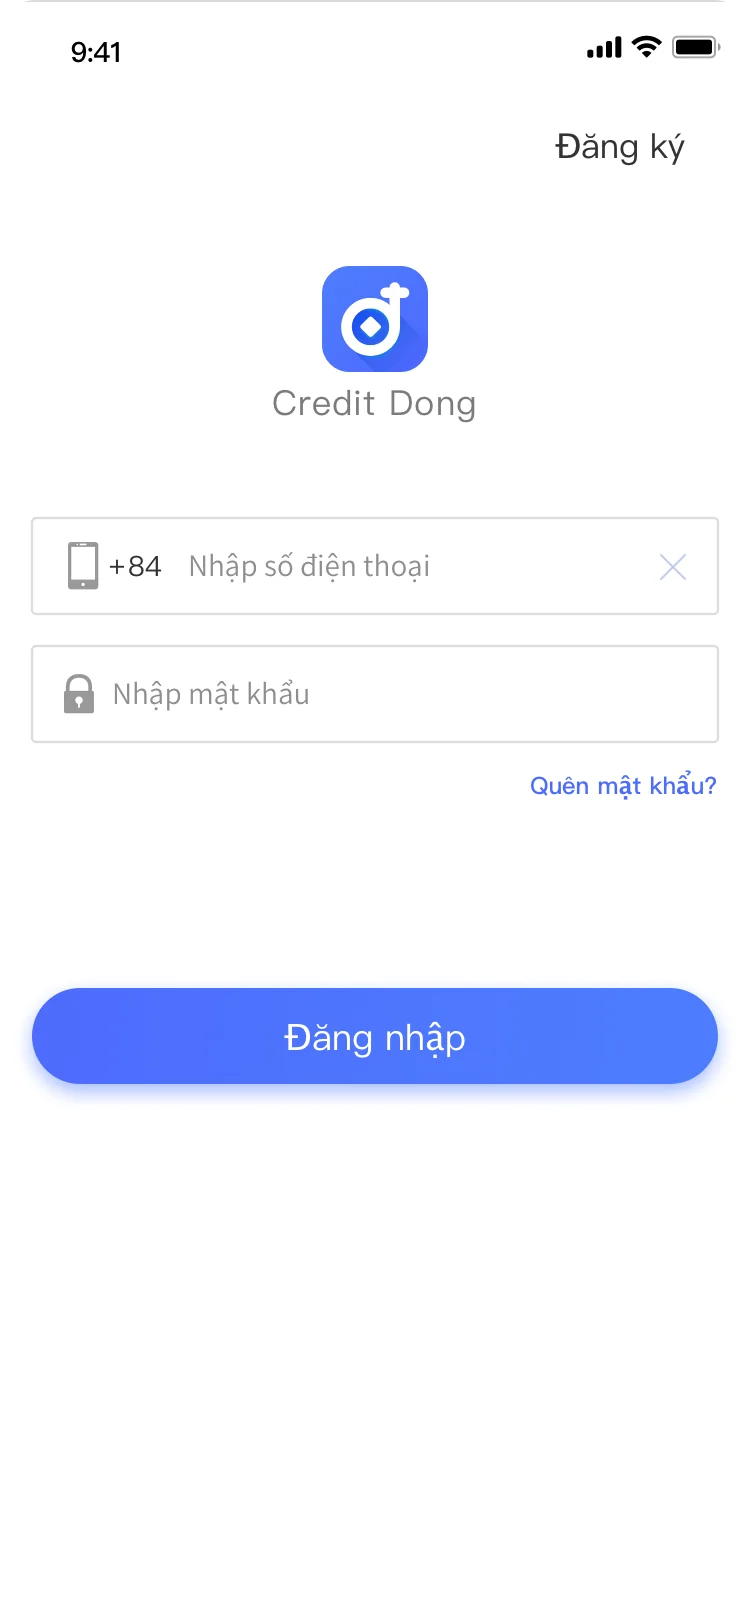 9:41
Đăng ký
Credit Dong
+84 Nhập số điện thoại
Nhập mật khẩu
Quên mật khẩu?
Đăng nhập